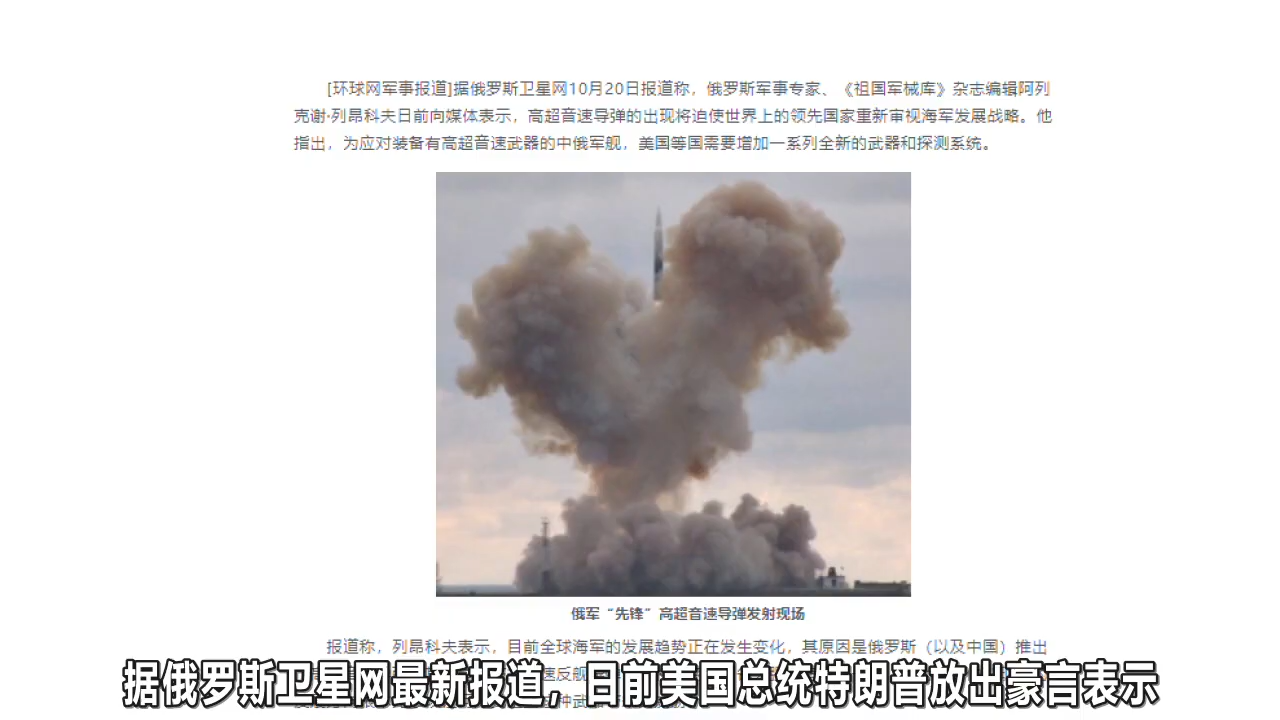 [环球网军事报道]据俄罗斯卫星网10月20日报道称，俄罗斯军事专家、《祖国军械库》杂志编辑阿列
克谢·列昂科夫日前向媒体表示，高超音速导弹的出现将迫使世界上的领先国家重新审视海军发展战略。他
指出，为应对装备有高超音速武器的中俄军舰，美国等国需要增加一系列全新的武器和探测系统。
俄军“先锋”高超音速导弹发射现场
报道称，列昂科夫表示，目前全球海军的发展趋势正在发生变化，其原因是俄罗斯（以及中国）推出
据俄罗斯卫星网最新报道，日前美国总统特朗普放出豪言表示